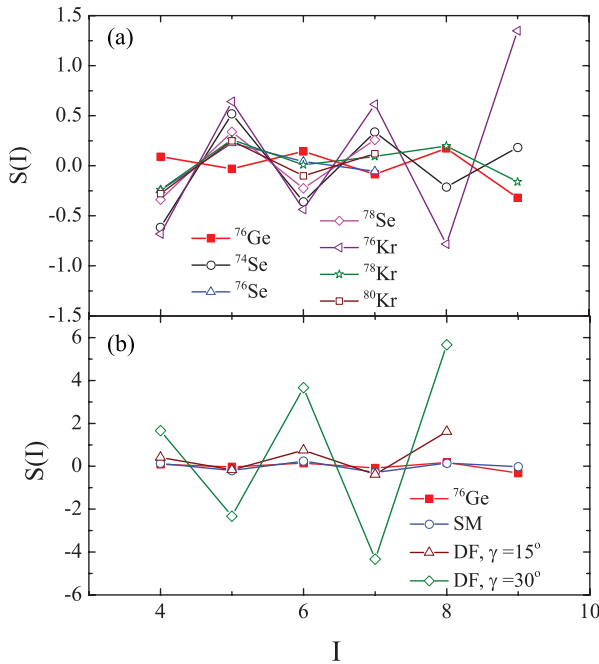 (a)
S(I)
1.5
1.0
0.5
0.0
-0.5
-1.0
-1.5
⁷⁶Ge
⁷⁴Se
⁷⁶Se
⁷⁸Se
⁷⁶Kr
⁷⁸Kr
⁸⁰Kr
(b)
S(I)
6
4
2
0
-2
-4
-6
⁷⁶Ge
SM
DF, γ =15°
DF, γ =30°
4 5 6 7 8 9 10
I